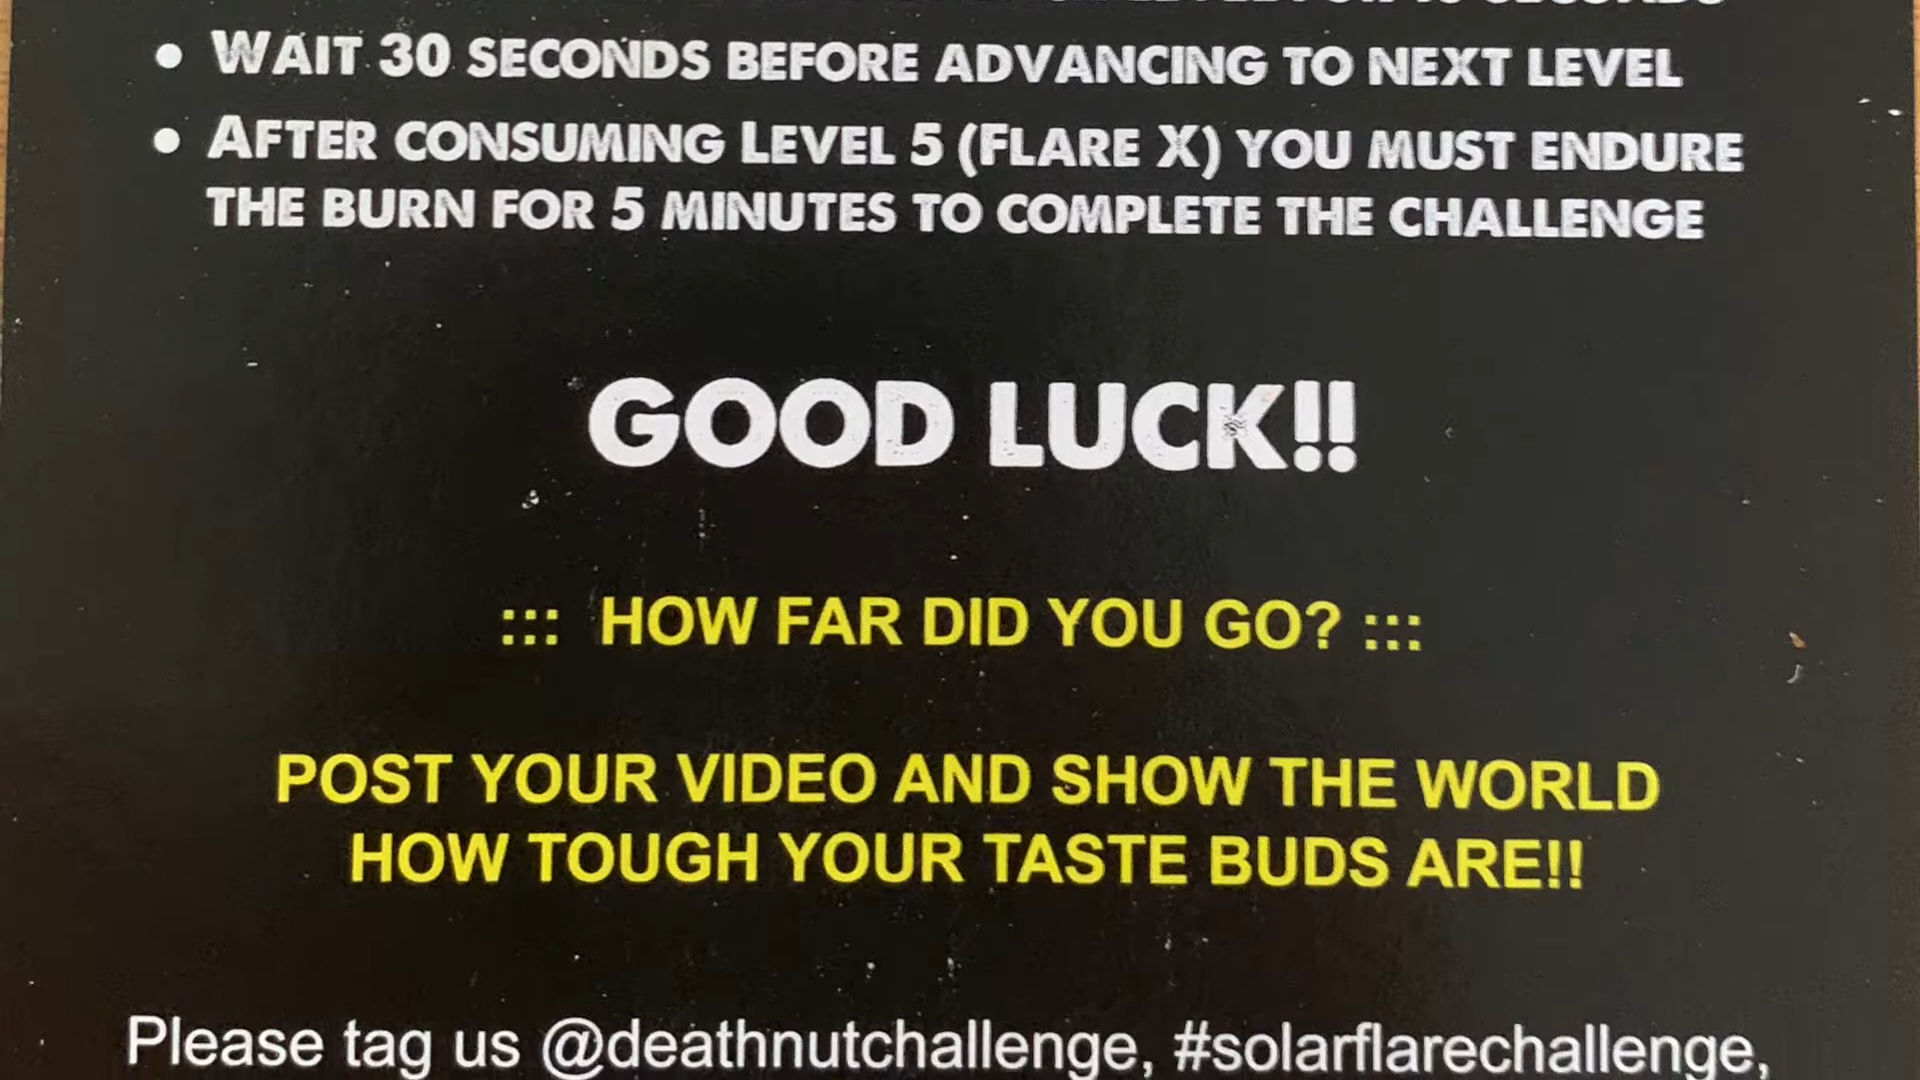 • WAIT 30 SECONDS BEFORE ADVANCING TO NEXT LEVEL
• AFTER CONSUMING LEVEL 5 (FLARE X) YOU MUST ENDURE
THE BURN FOR 5 MINUTES TO COMPLETE THE CHALLENGE
GOOD LUCK!!
::: HOW FAR DID YOU GO? :::
POST YOUR VIDEO AND SHOW THE WORLD
HOW TOUGH YOUR TASTE BUDS ARE!!
Please tag us @deathnutchallenge, #solarflarechallenge,